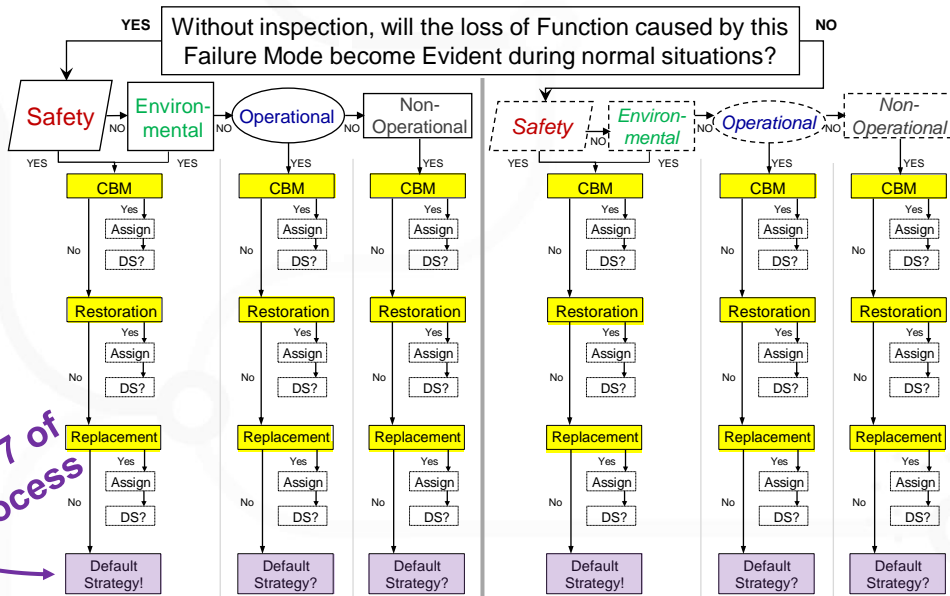 YES
Without inspection, will the loss of Function caused by this
Failure Mode become Evident during normal situations?
NO
Safety
NO
Environ-
mental
NO
Operational
NO
Non-
Operational
Safety
NO
Environ-
mental
NO
Operational
NO
Non-
Operational
YES
YES
YES
YES
YES
YES
YES
YES
CBM
CBM
CBM
CBM
CBM
CBM
Yes
Yes
Yes
Yes
Yes
Yes
Assign
Assign
Assign
Assign
Assign
Assign
No
No
No
No
No
No
DS?
DS?
DS?
DS?
DS?
DS?
Restoration
Restoration
Restoration
Restoration
Restoration
Restoration
Yes
Yes
Yes
Yes
Yes
Yes
Assign
Assign
Assign
Assign
Assign
Assign
No
No
No
No
No
No
DS?
DS?
DS?
DS?
DS?
DS?
7 of
Replacement
Replacement
Replacement
Replacement
Replacement
Replacement
Yes
Yes
Yes
Yes
Yes
Yes
Assign
Assign
Assign
Assign
Assign
Assign
No
No
No
No
No
No
DS?
DS?
DS?
DS?
DS?
DS?
Default
Strategy!
Default
Strategy?
Default
Strategy?
Default
Strategy!
Default
Strategy?
Default
Strategy?